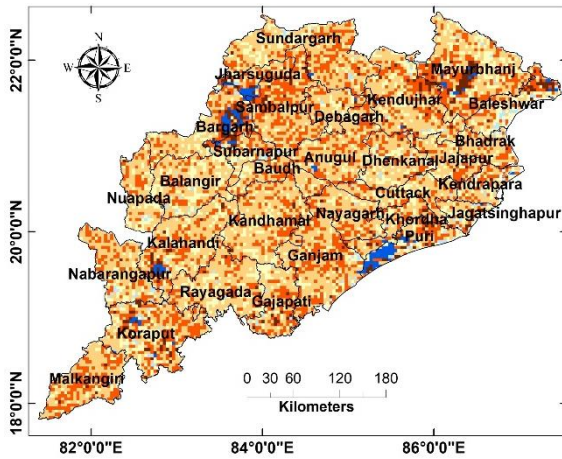 N
W E
S
22°0'0"N
20°0'0"N
18°0'0"N
Sundargarh
Jharsuguda
Mayurbhanj
Sambalpur
Kendujhar
Baleshwar
Debagarh
Bargarh
Bhadrak
Subarnapur
Anugul
Dhenkanal
Jajapur
Baudh
Balangir
Kendrapara
Nuapada
Cuttack
Nayagarh
Jagatsinghapur
Kandhamal
Khordha
Puri
Kalahandi
Ganjam
Nabarangapur
Rayagada
Gajapati
Koraput
Malkangiri
0 30 60 120 180
Kilometers
82°0'0"E 84°0'0"E 86°0'0"E